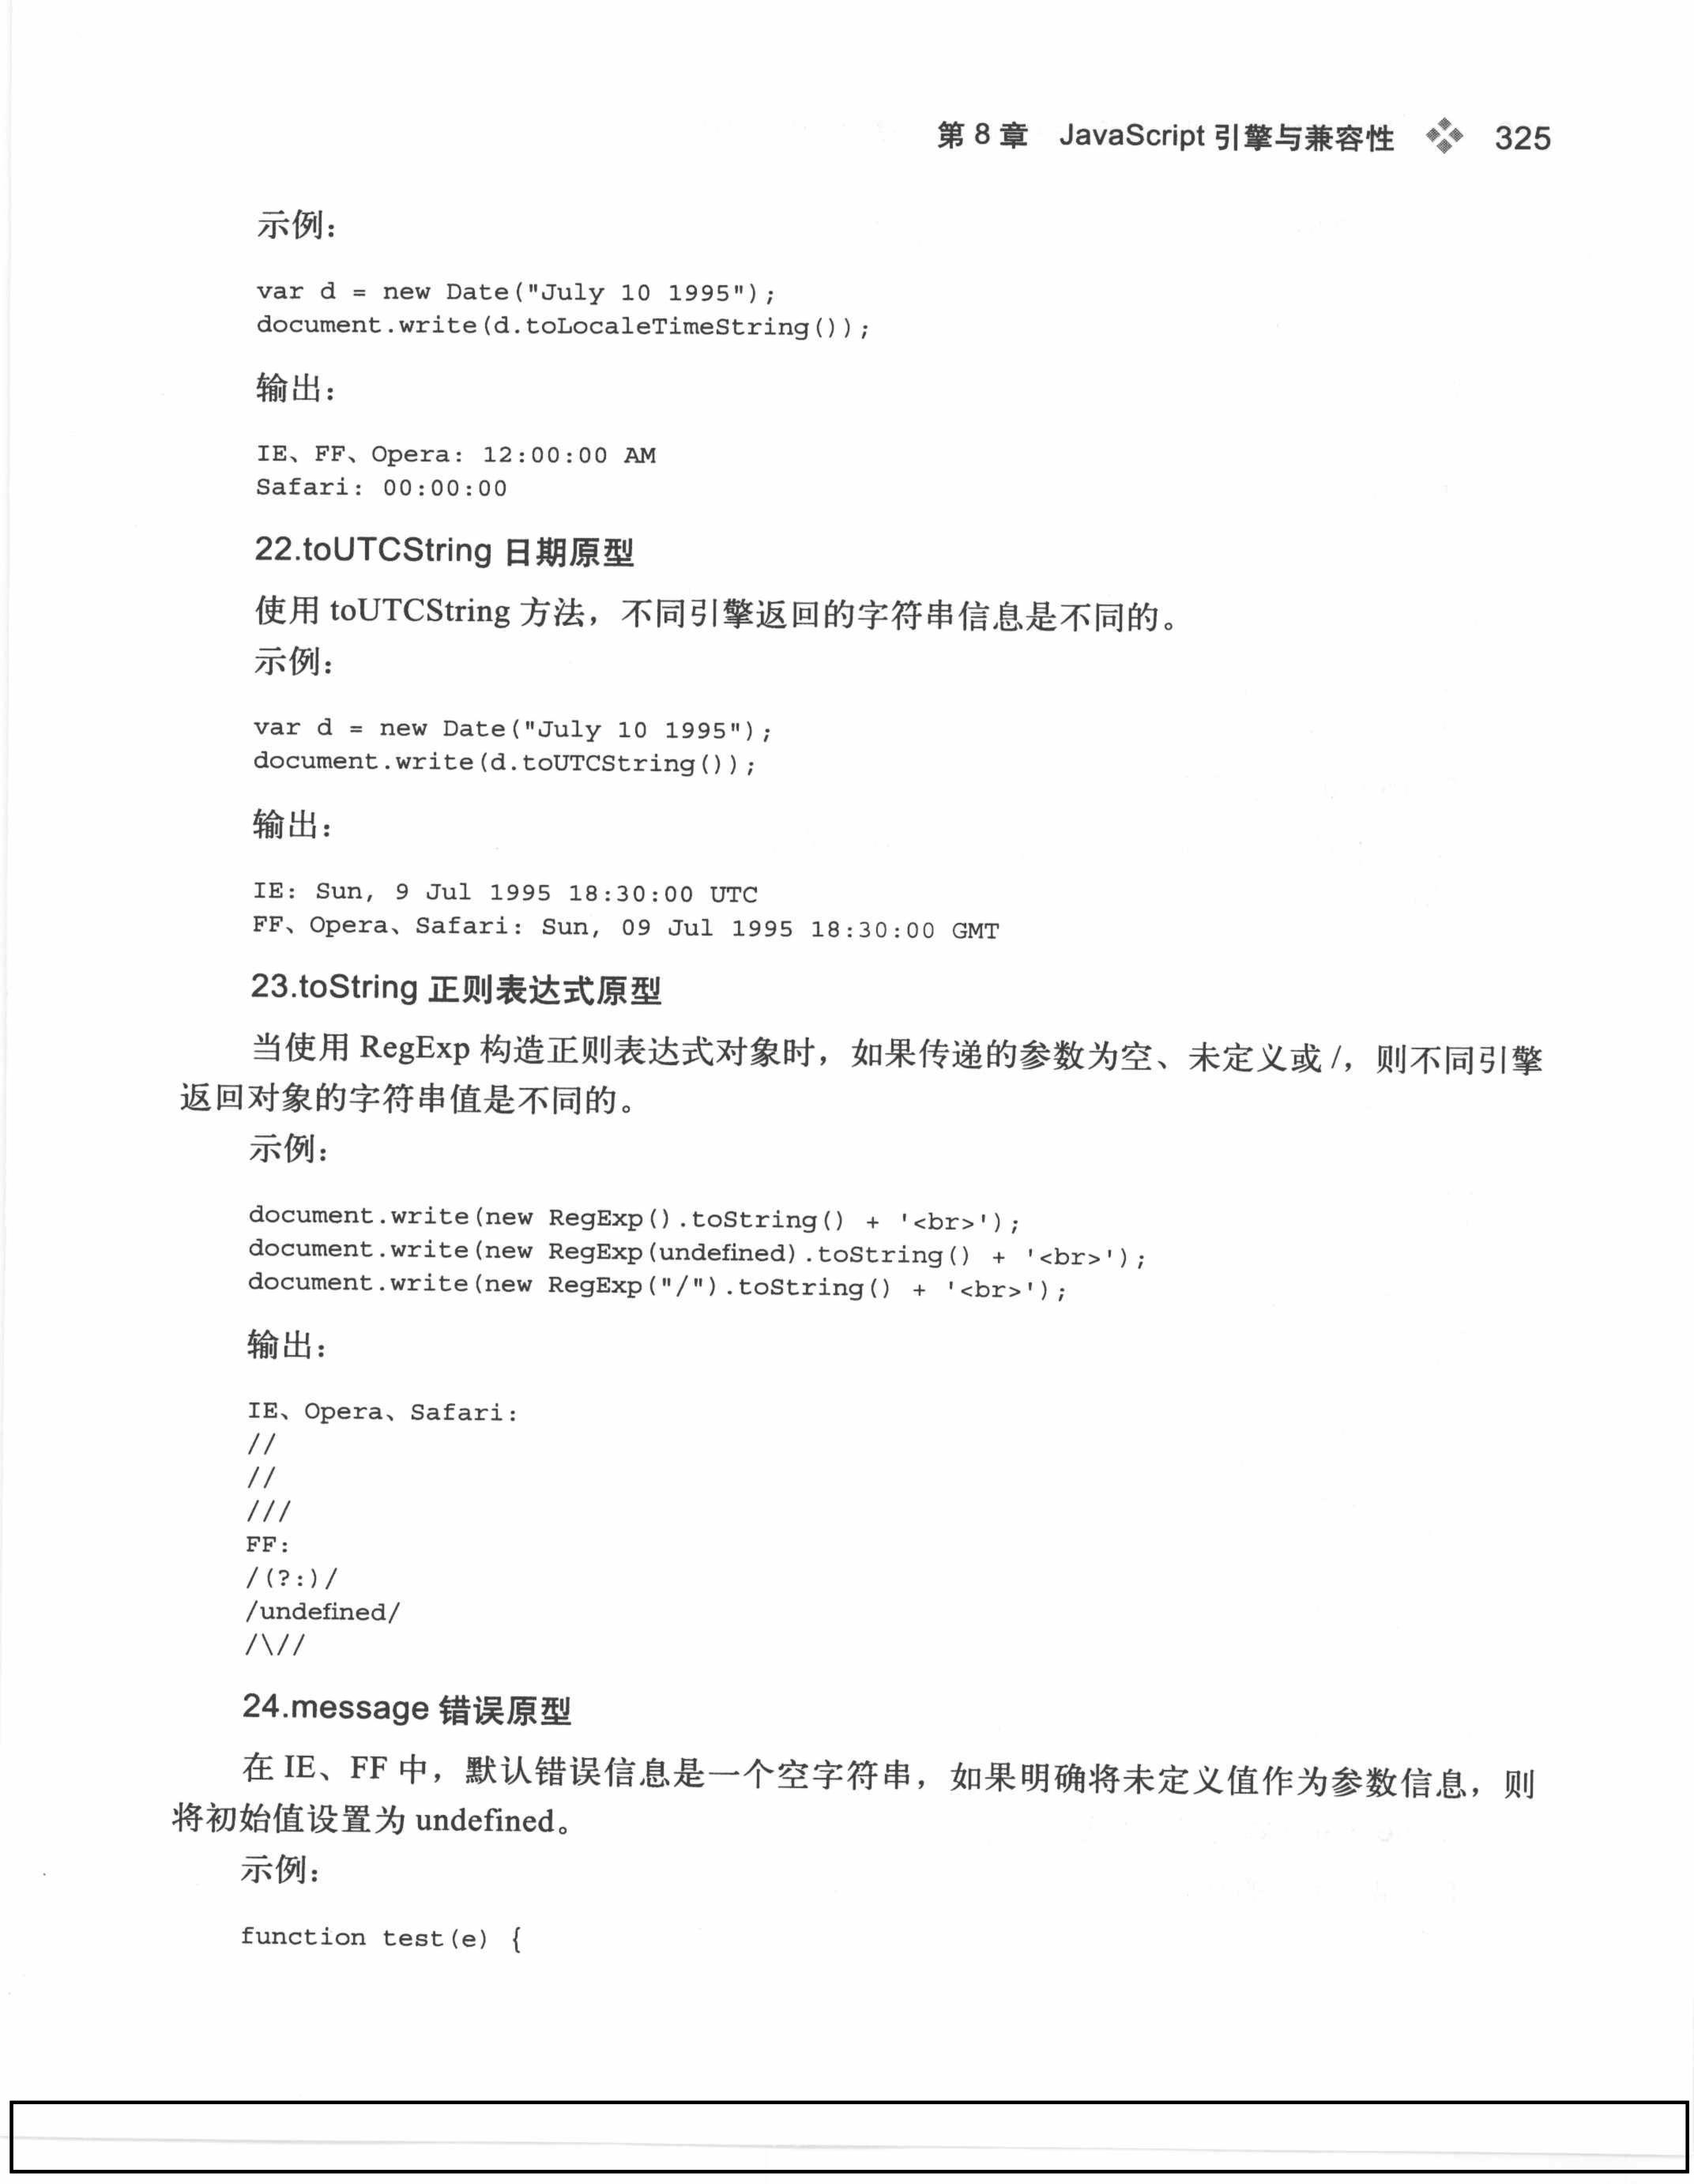 第 8 章 JavaScript 引擎与兼容性 325
示例：
var d = new Date("July 10 1995");
document.write(d.toLocaleTimeString());
输出：
IE、FF、Opera: 12:00:00 AM
Safari: 00:00:00
22.toUTCString 日期原型
使用 toUTCString 方法，不同引擎返回的字符串信息是不同的。
示例：
var d = new Date("July 10 1995");
document.write(d.toUTCString());
输出：
IE: Sun, 9 Jul 1995 18:30:00 UTC
FF、Opera、Safari: Sun, 09 Jul 1995 18:30:00 GMT
23.toString 正则表达式原型
当使用 RegExp 构造正则表达式对象时，如果传递的参数为空、未定义或 /，则不同引擎
返回对象的字符串值是不同的。
示例：
document.write(new RegExp().toString() + '<br>');
document.write(new RegExp(undefined).toString() + '<br>');
document.write(new RegExp("/").toString() + '<br>');
输出：
IE、Opera、Safari:
//
//
///
FF:
/(?:)/
/undefined/
/\//
24.message 错误原型
在 IE、FF 中，默认错误信息是一个空字符串，如果明确将未定义值作为参数信息，则
将初始值设置为 undefined。
示例：
function test(e) {